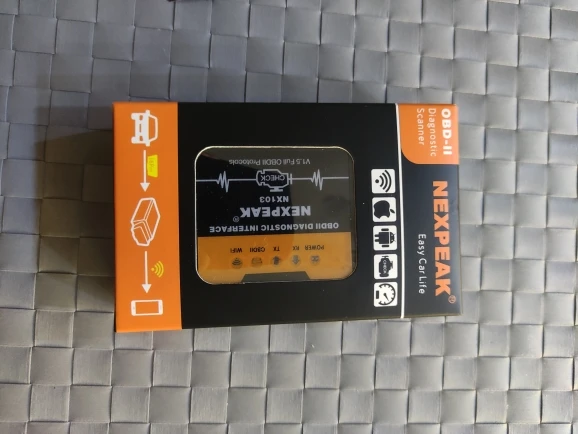 OBD-II
Diagnostic
Scanner
NEXPEAK®
Easy Car Life
V1.5 Full OBDII Protocols
CHECK
NX103
NEXPEAK®
OBDII DIAGNOSTIC INTERFACE
POWER RX TX OBDII WIFI